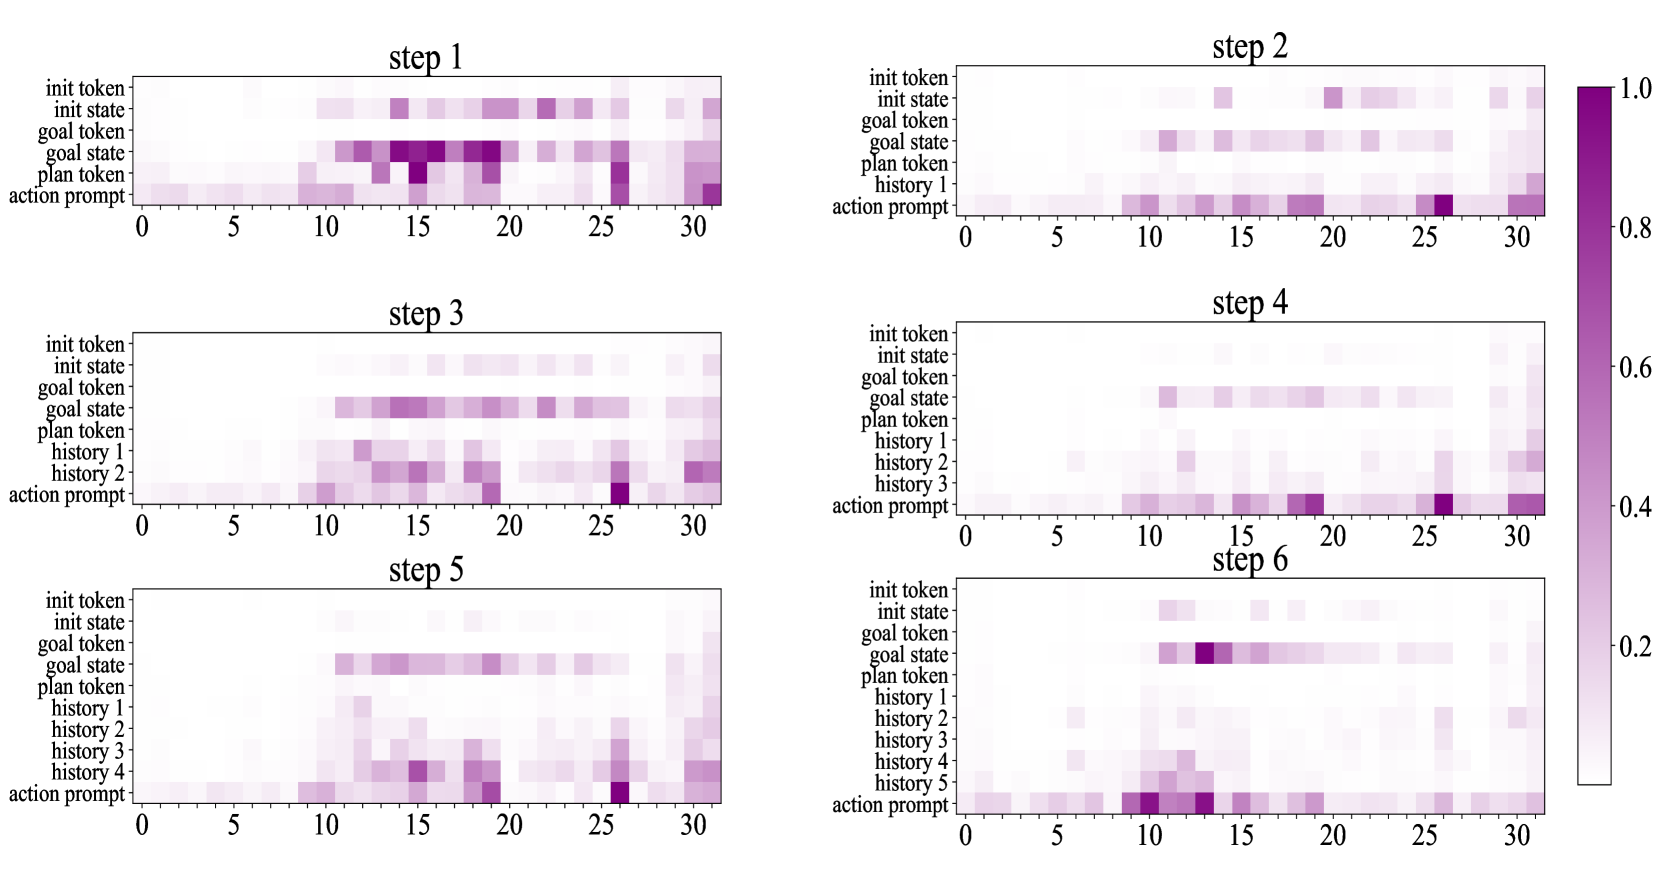 step 1
init token
init state
goal token
goal state
plan token
action prompt
0 5 10 15 20 25 30
step 2
init token
init state
goal token
goal state
plan token
history 1
action prompt
0 5 10 15 20 25 30
1.0
0.8
0.6
0.4
0.2
step 3
init token
init state
goal token
goal state
plan token
history 1
history 2
action prompt
0 5 10 15 20 25 30
step 4
init token
init state
goal token
goal state
plan token
history 1
history 2
history 3
action prompt
0 5 10 15 20 25 30
step 5
init token
init state
goal token
goal state
plan token
history 1
history 2
history 3
history 4
action prompt
0 5 10 15 20 25 30
step 6
init token
init state
goal token
goal state
plan token
history 1
history 2
history 3
history 4
history 5
action prompt
0 5 10 15 20 25 30